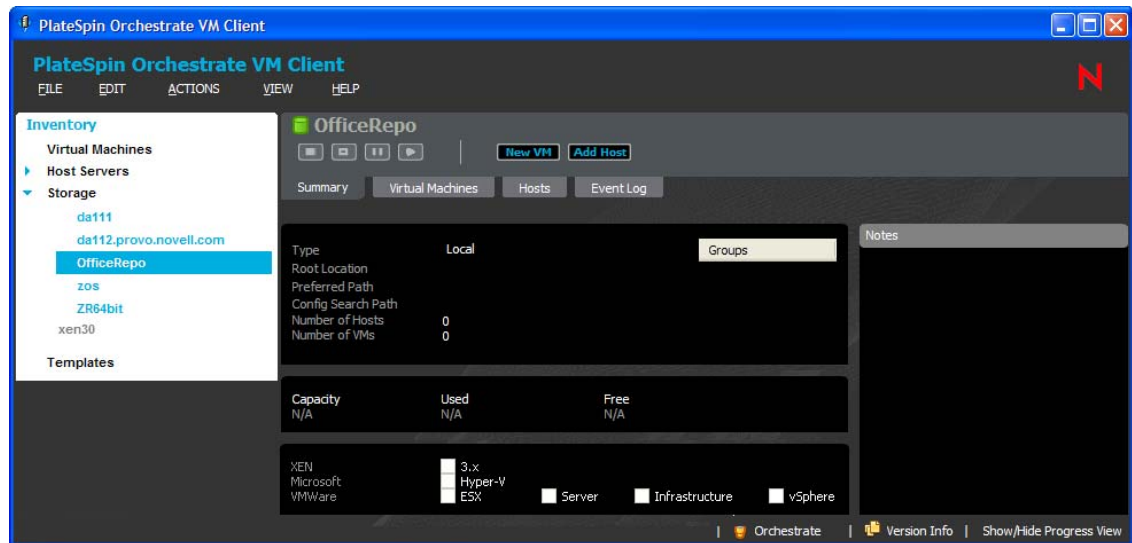 PlateSpin Orchestrate VM Client
PlateSpin Orchestrate VM Client
FILE EDIT ACTIONS VIEW HELP
N
Inventory
Virtual Machines
Host Servers
Storage
da111
da112.provo.novell.com
OfficeRepo
zos
ZR64bit
xen30
Templates
OfficeRepo
New VM Add Host
Summary Virtual Machines Hosts Event Log
Type Local
Root Location
Preferred Path
Config Search Path
Number of Hosts 0
Number of VMs 0
Groups
Capacity Used Free
N/A N/A N/A
XEN 3.x
Microsoft Hyper-V
VMWare ESX Server Infrastructure vSphere
Notes
| Orchestrate | Version Info | Show/Hide Progress View